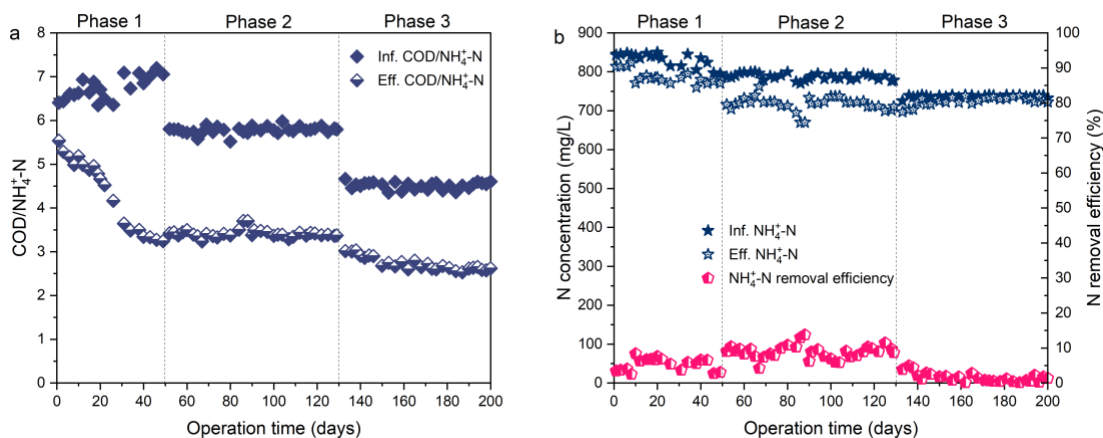 a
Phase 1
Phase 2
Phase 3
8
7
6
5
4
3
2
1
0
COD/NH₄⁺-N
Inf. COD/NH₄⁺-N
Eff. COD/NH₄⁺-N
0 20 40 60 80 100 120 140 160 180 200
Operation time (days)
b
Phase 1
Phase 2
Phase 3
900
800
700
600
500
400
300
200
100
0
N concentration (mg/L)
Inf. NH₄⁺-N
Eff. NH₄⁺-N
NH₄⁺-N removal efficiency
100
90
80
70
60
50
40
30
20
10
0
N removal efficiency (%)
0 20 40 60 80 100 120 140 165 180 200
Operation time (days)